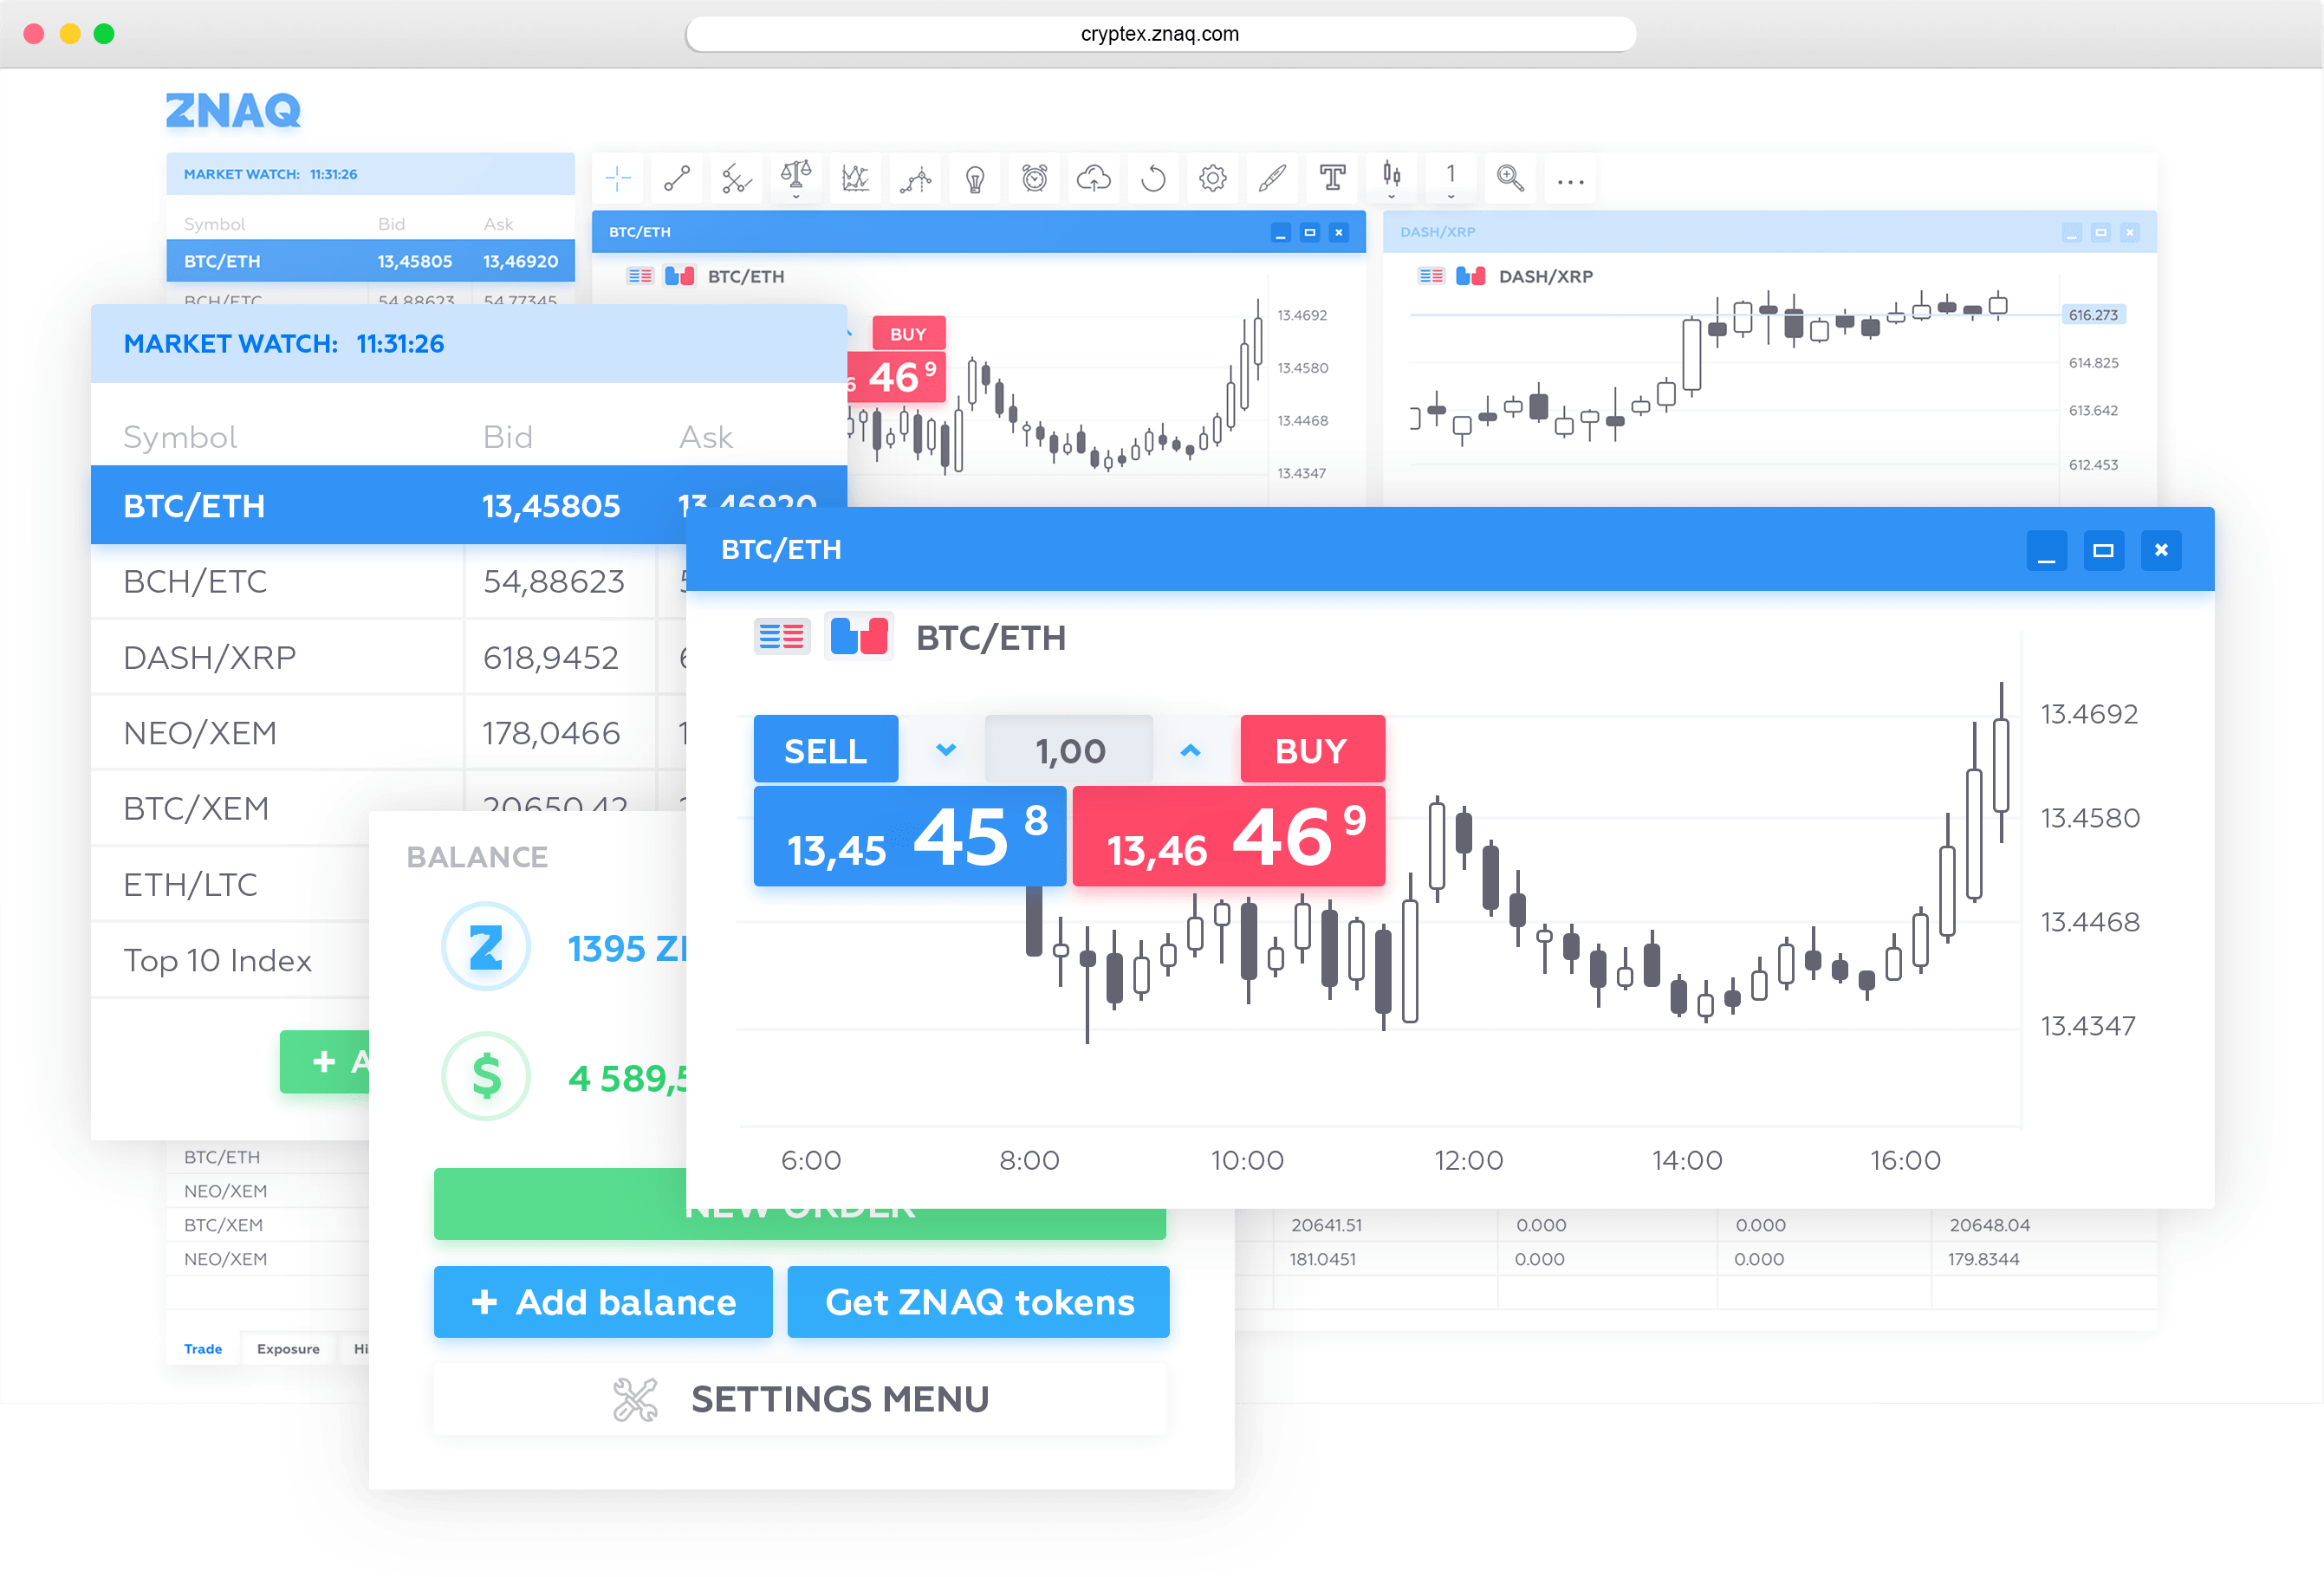 cryptex.znaq.com
ZNAQ
MARKET WATCH: 11:31:26
Symbol Bid Ask
BTC/ETH 13,45805 13,46920
BCH/ETC 54,88623 54,77345
1
BTC/ETH
BTC/ETH
BUY
46 9
13.4692
13.4580
13.4468
13.4347
DASH/XRP
DASH/XRP
616.273
614.825
613.642
612.453
MARKET WATCH: 11:31:26
Symbol Bid Ask
BTC/ETH 13,45805 13,46920
BCH/ETC 54,88623
DASH/XRP 618,9452
NEO/XEM 178,0466
BTC/XEM 20650,42
ETH/LTC
Top 10 Index
+
BALANCE
Z 1395
$ 4 589,5
NEW ORDER
+ Add balance
Get ZNAQ tokens
SETTINGS MENU
BTC/ETH
BTC/ETH
SELL 1,00 BUY
13,45 45 8 13,46 46 9
13.4692
13.4580
13.4468
13.4347
6:00 8:00 10:00 12:00 14:00 16:00
BTC/ETH
NEO/XEM
BTC/XEM 20641.51 0.000 0.000 20648.04
NEO/XEM 181.0451 0.000 0.000 179.8344
Trade Exposure